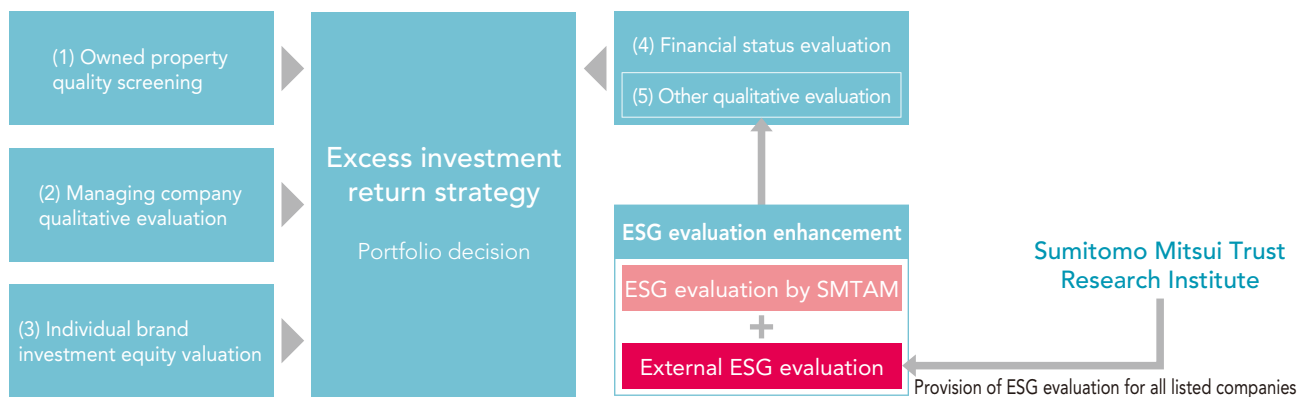 (1) Owned property
quality screening
(2) Managing company
qualitative evaluation
(3) Individual brand
investment equity valuation
Excess investment
return strategy
Portfolio decision
(4) Financial status evaluation
(5) Other qualitative evaluation
ESG evaluation enhancement
ESG evaluation by SMTAM
+
External ESG evaluation
Sumitomo Mitsui Trust
Research Institute
Provision of ESG evaluation for all listed companies